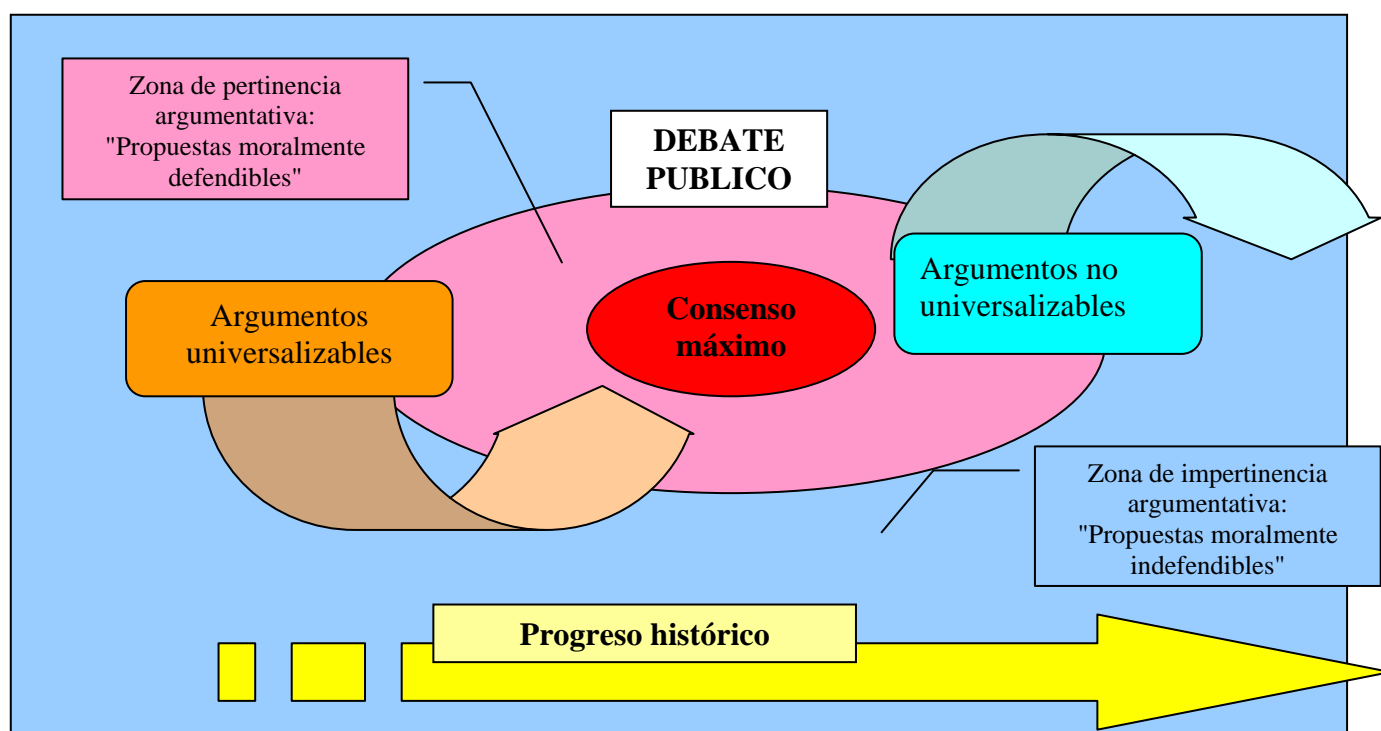 Zona de pertinencia
argumentativa:
"Propuestas moralmente
defendibles"
DEBATE
PUBLICO
Argumentos no
universalizables
Consenso
máximo
Argumentos
universalizables
Zona de impertinencia
argumentativa:
"Propuestas moralmente
indefendibles"
Progreso histórico